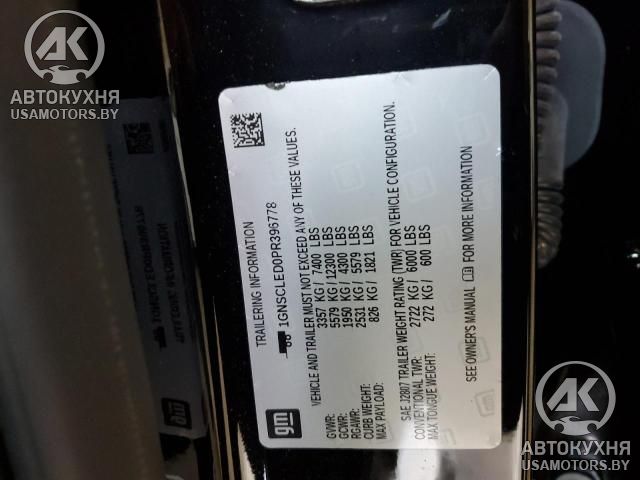 AK
АВТОКУХНЯ
USAMOTORS.BY
gm
TRAILERING INFORMATION
1GNSCLED0PR396778
VEHICLE AND TRAILER MUST NOT EXCEED ANY OF THESE VALUES.
GVWR: 3357 KG / 7400 LBS
GCWR: 5579 KG / 12300 LBS
RGAWR: 1950 KG / 4300 LBS
CURB WEIGHT: 2531 KG / 5579 LBS
MAX PAYLOAD: 826 KG / 1821 LBS
SAE J2807 TRAILER WEIGHT RATING (TWR) FOR VEHICLE CONFIGURATION.
CONVENTIONAL TWR: 2722 KG / 6000 LBS
MAX TONGUE WEIGHT: 272 KG / 600 LBS
SEE OWNER'S MANUAL FOR MORE INFORMATION
gm
AK
АВТОКУХНЯ
USAMOTORS.BY